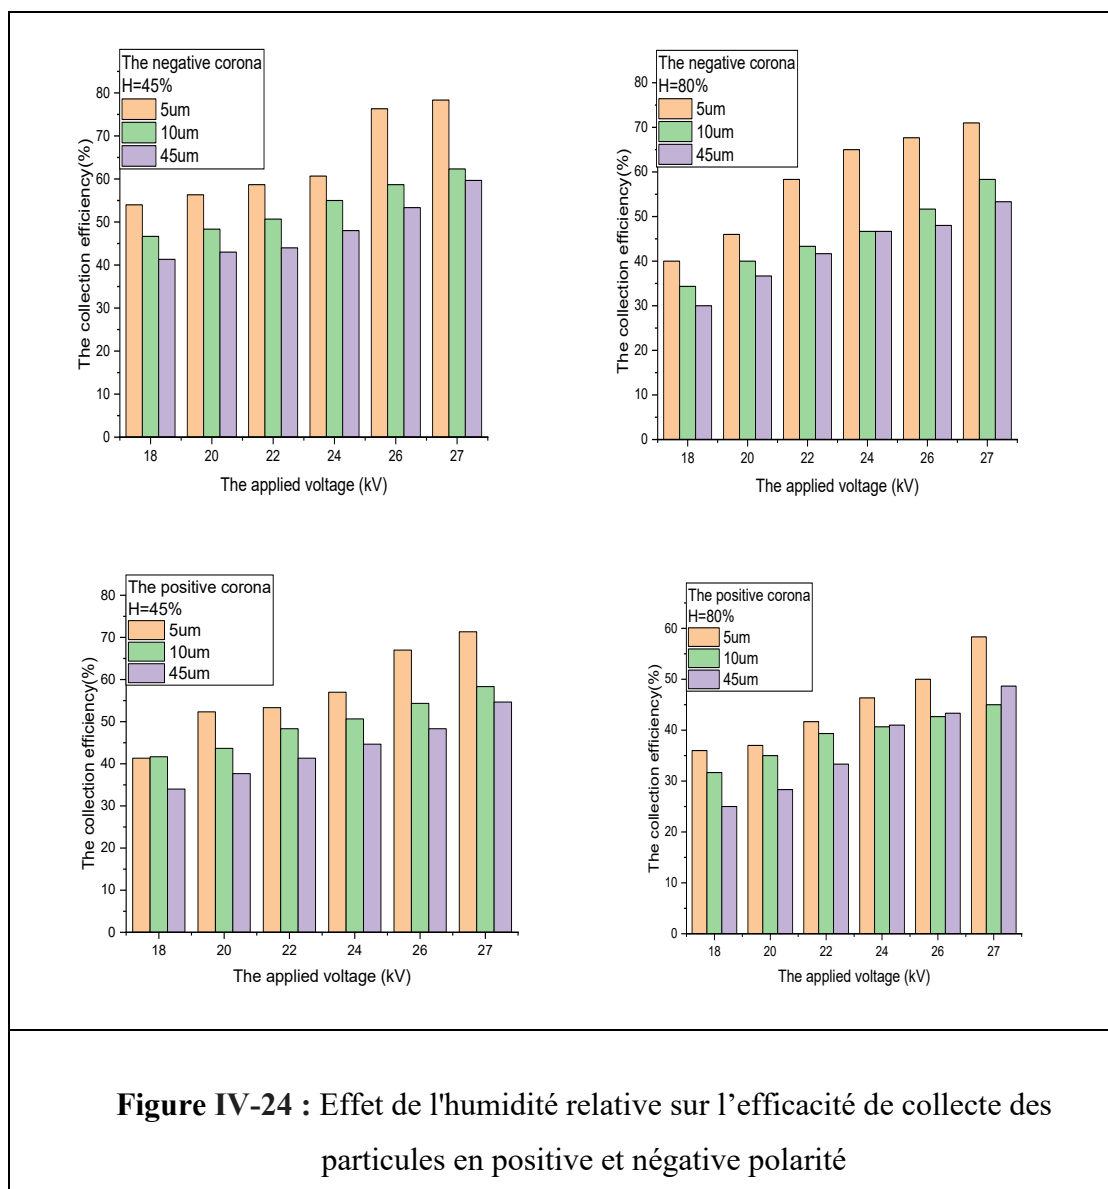 The negative corona
H=45%
5um
10um
45um
The collection efficiency(%)
80
70
60
50
40
30
20
10
0
18 20 22 24 26 27
The applied voltage (kV)
The negative corona
H=80%
5um
10um
45um
The collection efficiency(%)
80
70
60
50
40
30
20
10
0
18 20 22 24 26 27
The applied voltage (kV)
The positive corona
H=45%
5um
10um
45um
The collection efficiency(%)
80
70
60
50
40
30
20
10
0
18 20 22 24 26 27
The applied voltage (kV)
The positive corona
H=80%
5um
10um
45um
The collection efficiency(%)
60
50
40
30
20
10
0
18 20 22 24 26 27
The applied voltage (kV)
Figure IV-24 : Effet de l'humidité relative sur l’efficacité de collecte des
particules en positive et négative polarité